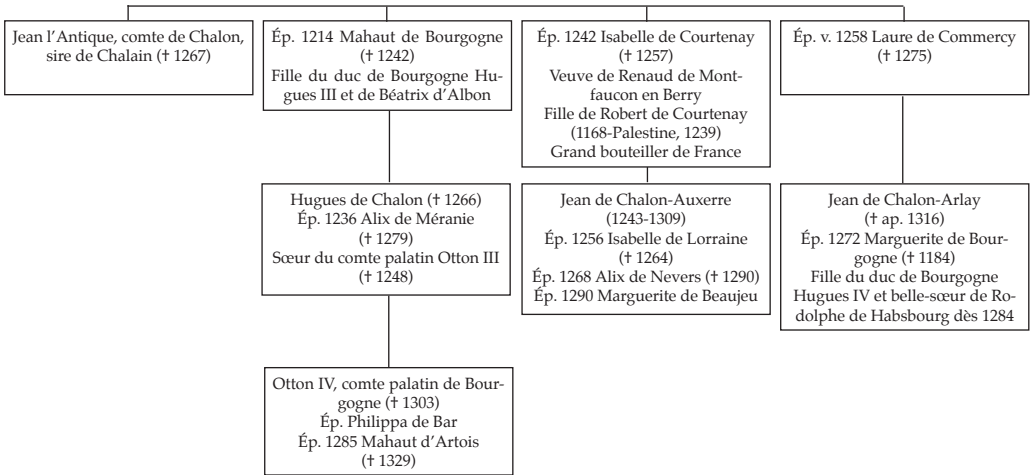 Jean l'Antique, comte de Chalon,
sire de Chalain († 1267)
Ép. 1214 Mahaut de Bourgogne
(† 1242)
Fille du duc de Bourgogne Hu-
gues III et de Béatrix d'Albon
Ép. 1242 Isabelle de Courtenay
(† 1257)
Veuve de Renaud de Mont-
faucon en Berry
Fille de Robert de Courtenay
(1168-Palestine, 1239)
Grand bouteiller de France
Ép. v. 1258 Laure de Commercy
(† 1275)
Hugues de Chalon († 1266)
Ép. 1236 Alix de Méranie
(† 1279)
Sœur du comte palatin Otton III
(† 1248)
Jean de Chalon-Auxerre
(1243-1309)
Ép. 1256 Isabelle de Lorraine
(† 1264)
Ép. 1268 Alix de Nevers († 1290)
Ép. 1290 Marguerite de Beaujeu
Jean de Chalon-Arlay
(† ap. 1316)
Ép. 1272 Marguerite de Bour-
gogne († 1184)
Fille du duc de Bourgogne
Hugues IV et belle-sœur de Ro-
dolphe de Habsbourg dès 1284
Otton IV, comte palatin de Bour-
gogne († 1303)
Ép. Philippa de Bar
Ép. 1285 Mahaut d'Artois
(† 1329)